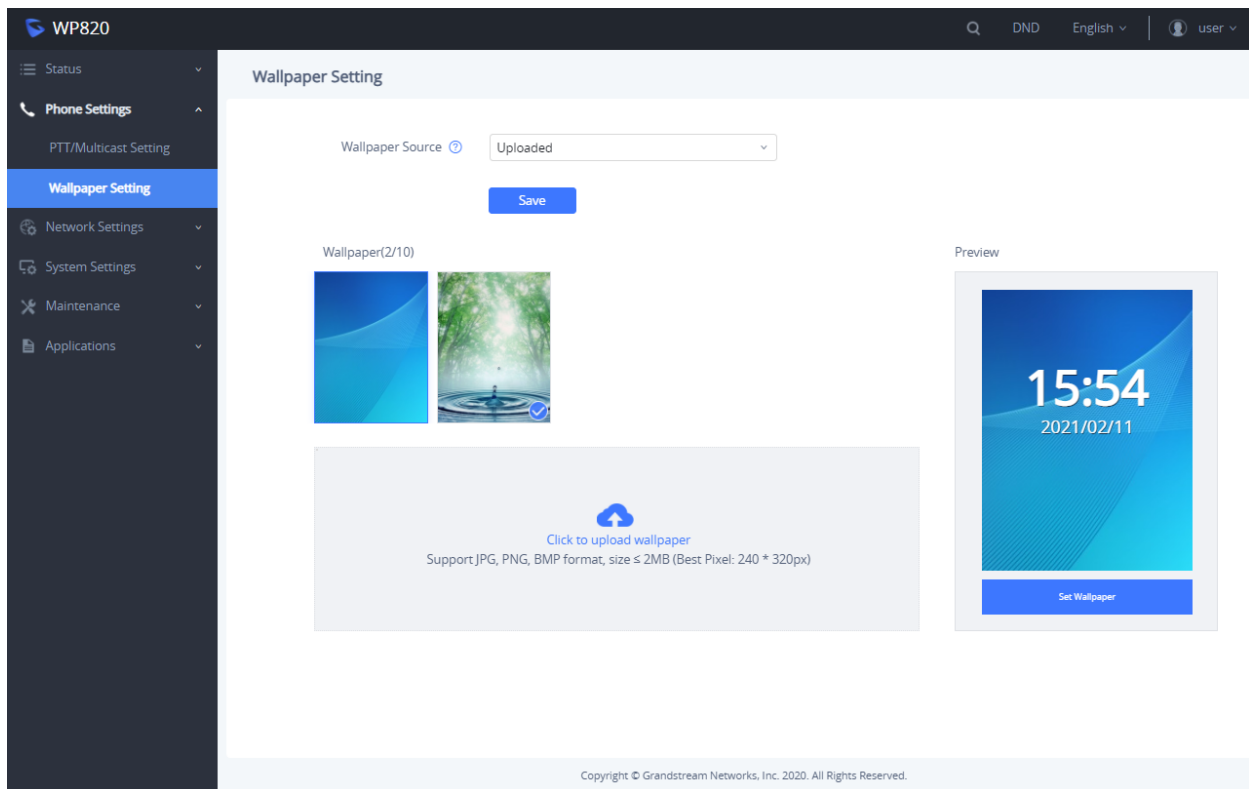 WP820
DND
English
user
Status
Phone Settings
PTT/Multicast Setting
Wallpaper Setting
Network Settings
System Settings
Maintenance
Applications
Wallpaper Setting
Wallpaper Source ?
Uploaded
Save
Wallpaper(2/10)
Click to upload wallpaper
Support JPG, PNG, BMP format, size ≤ 2MB (Best Pixel: 240 * 320px)
Preview
15:54
2021/02/11
Set Wallpaper
Copyright © Grandstream Networks, Inc. 2020. All Rights Reserved.